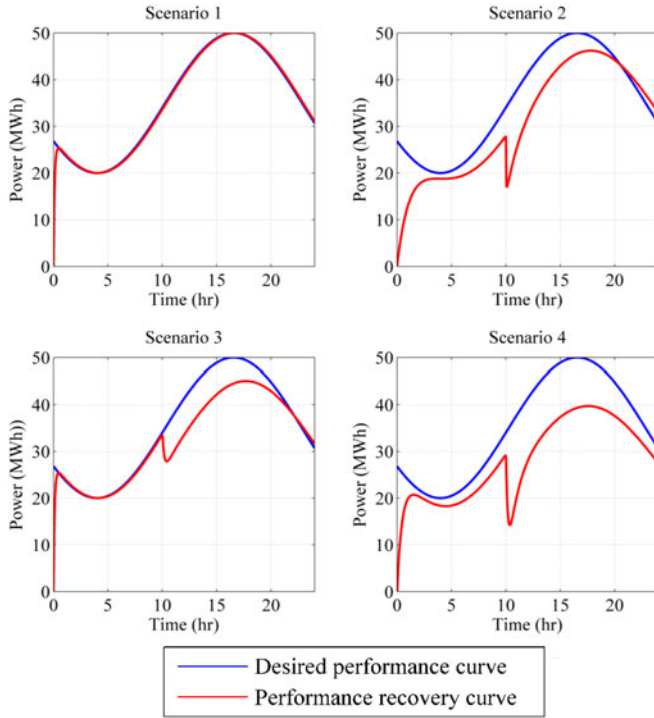 Scenario 1
50
40
30
20
10
0
Power (MWh)
0 5 10 15 20
Time (hr)
Scenario 2
50
40
30
20
10
0
Power (MWh)
0 5 10 15 20
Time (hr)
Scenario 3
50
40
30
20
10
0
Power (MWh))
0 5 10 15 20
Time (hr)
Scenario 4
50
40
30
20
10
0
Power (MWh)
0 5 10 15 20
Time (hr)
Desired performance curve
Performance recovery curve